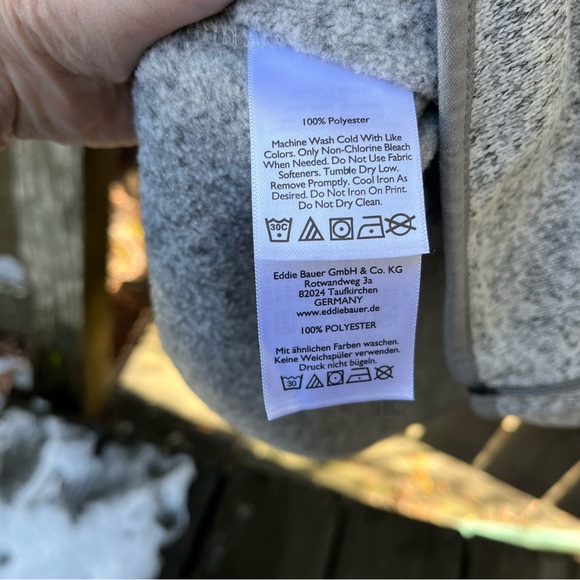 100% Polyester
Machine Wash Cold With Like
Colors. Only Non-Chlorine Bleach
When Needed. Do Not Use Fabric
Softeners. Tumble Dry Low.
Remove Promptly. Cool Iron As
Desired. Do Not Iron On Print.
Do Not Dry Clean.
30C
Eddie Bauer GmbH & Co. KG
Rotwandweg 3a
82024 Taufkirchen
GERMANY
www.eddiebauer.de
100% POLYESTER
Mit ähnlichen Farben waschen.
Keine Weichspüler verwenden.
Druck nicht bügeln.
30